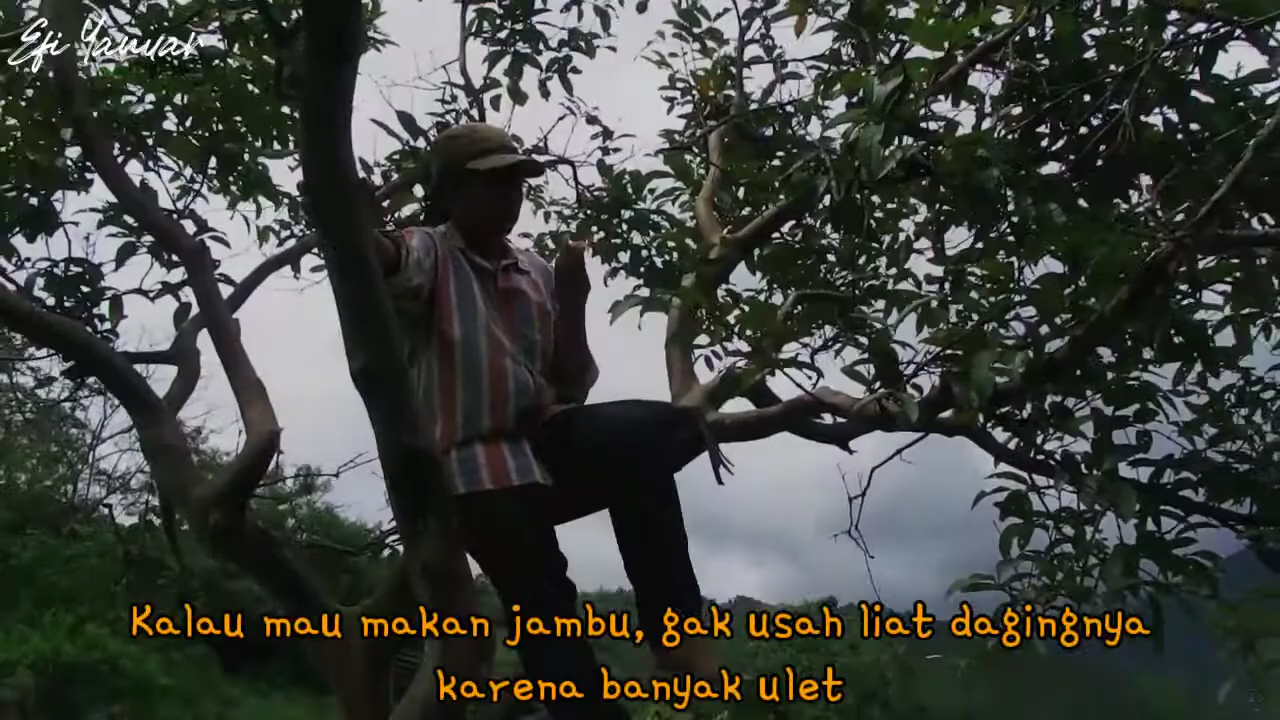 Efi Yanuar
Kalau mau makan jambu, gak usah liat dagingnya
karena banyak ulet